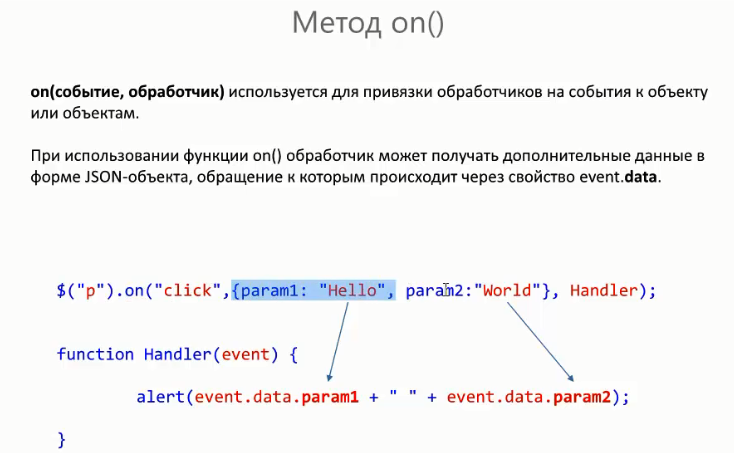 Метод on()
on(событие, обработчик) используется для привязки обработчиков на события к объекту
или объектам.
При использовании функции on() обработчик может получать дополнительные данные в
форме JSON-объекта, обращение к которым происходит через свойство event.data.
$("p").on("click",{param1: "Hello", param2:"World"}, Handler);
function Handler(event) {
alert(event.data.param1 + " " + event.data.param2);
}